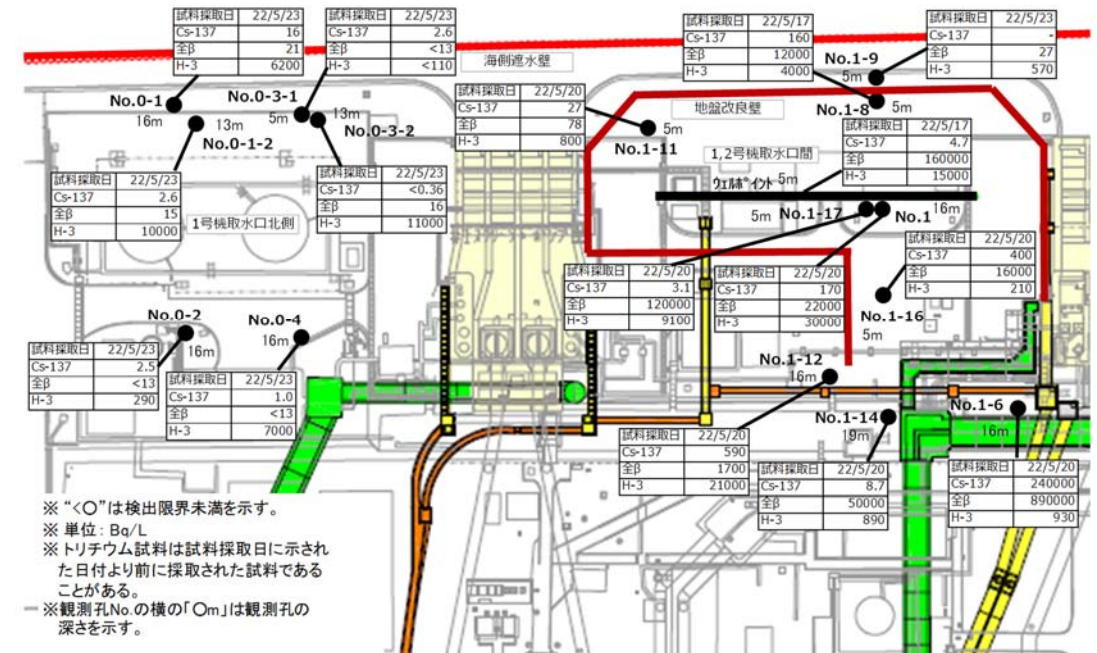 試料採取日 22/5/23
Cs-137 16
全β 21
H-3 6200
試料採取日 22/5/23
Cs-137 2.6
全β <13
H-3 <110
海側遮水壁
試料採取日 22/5/17
Cs-137 160
全β 12000
H-3 4000
試料採取日 22/5/23
Cs-137 -
全β 27
H-3 570
No.1-9
5m
No.0-1
16m
No.0-3-1
5m
13m
No.0-3-2
13m
No.0-1-2
試料採取日 22/5/20
Cs-137 27
全β 78
H-3 800
5m
No.1-11
地盤改良壁
No.1-8
5m
1,2号機取水口間
試料採取日 22/5/17
Cs-137 4.7
全β 160000
H-3 15000
ウェルポイント 5m
試料採取日 22/5/23
Cs-137 2.6
全β 15
H-3 10000
1号機取水口北側
試料採取日 22/5/23
Cs-137 <0.36
全β 16
H-3 11000
5m
No.1-17
No.1
16m
試料採取日 22/5/20
Cs-137 3.1
全β 120000
H-3 9100
試料採取日 22/5/20
Cs-137 170
全β 22000
H-3 30000
試料採取日 22/5/20
Cs-137 400
全β 16000
H-3 210
No.1-16
5m
No.0-2
16m
No.0-4
16m
試料採取日 22/5/23
Cs-137 2.5
全β <13
H-3 290
試料採取日 22/5/23
Cs-137 1.0
全β <13
H-3 7000
No.1-12
16m
No.1-14
19m
No.1-6
16m
試料採取日 22/5/20
Cs-137 590
全β 1700
H-3 21000
試料採取日 22/5/20
Cs-137 8.7
全β 50000
H-3 890
試料採取日 22/5/20
Cs-137 240000
全β 890000
H-3 930
※ “<○”は検出限界未満を示す。
※ 単位: Bq/L
※ トリチウム試料は試料採取日に示され
た日付より前に採取された試料である
ことがある。
※観測孔No.の横の「○m」は観測孔の
深さを示す。